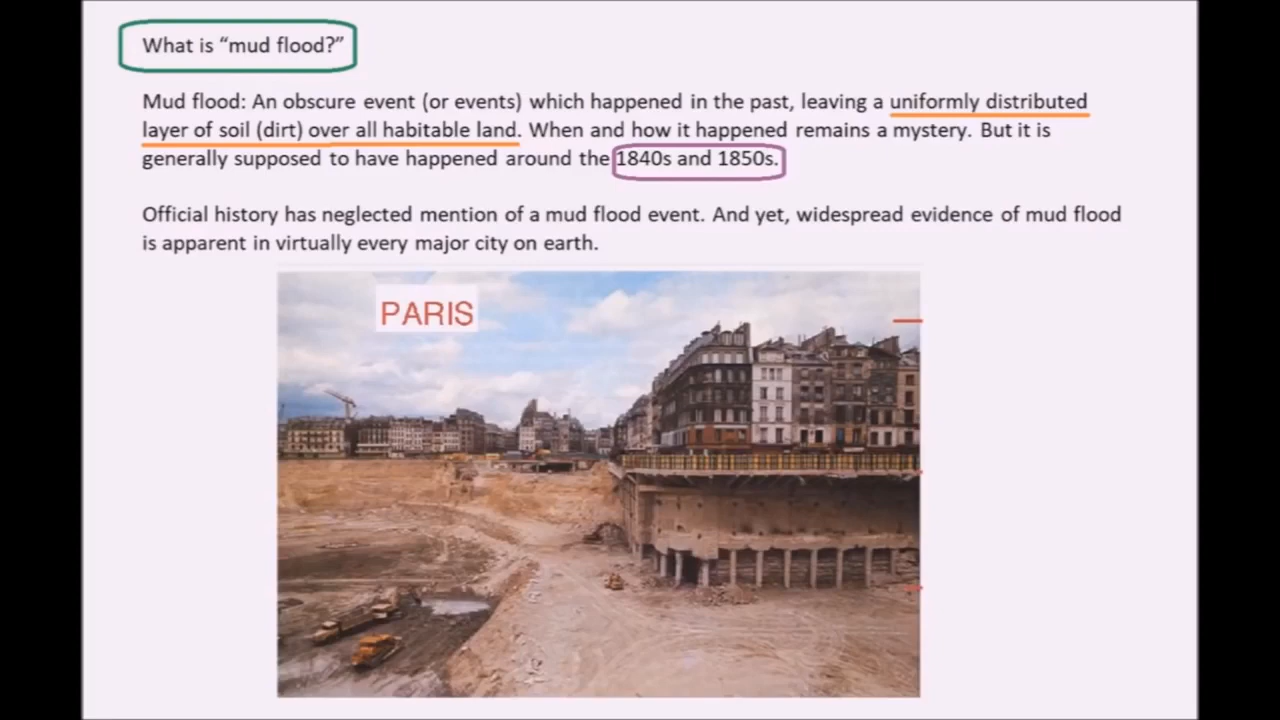 What is “mud flood?”
Mud flood: An obscure event (or events) which happened in the past, leaving a uniformly distributed
layer of soil (dirt) over all habitable land. When and how it happened remains a mystery. But it is
generally supposed to have happened around the 1840s and 1850s.
Official history has neglected mention of a mud flood event. And yet, widespread evidence of mud flood
is apparent in virtually every major city on earth.
PARIS